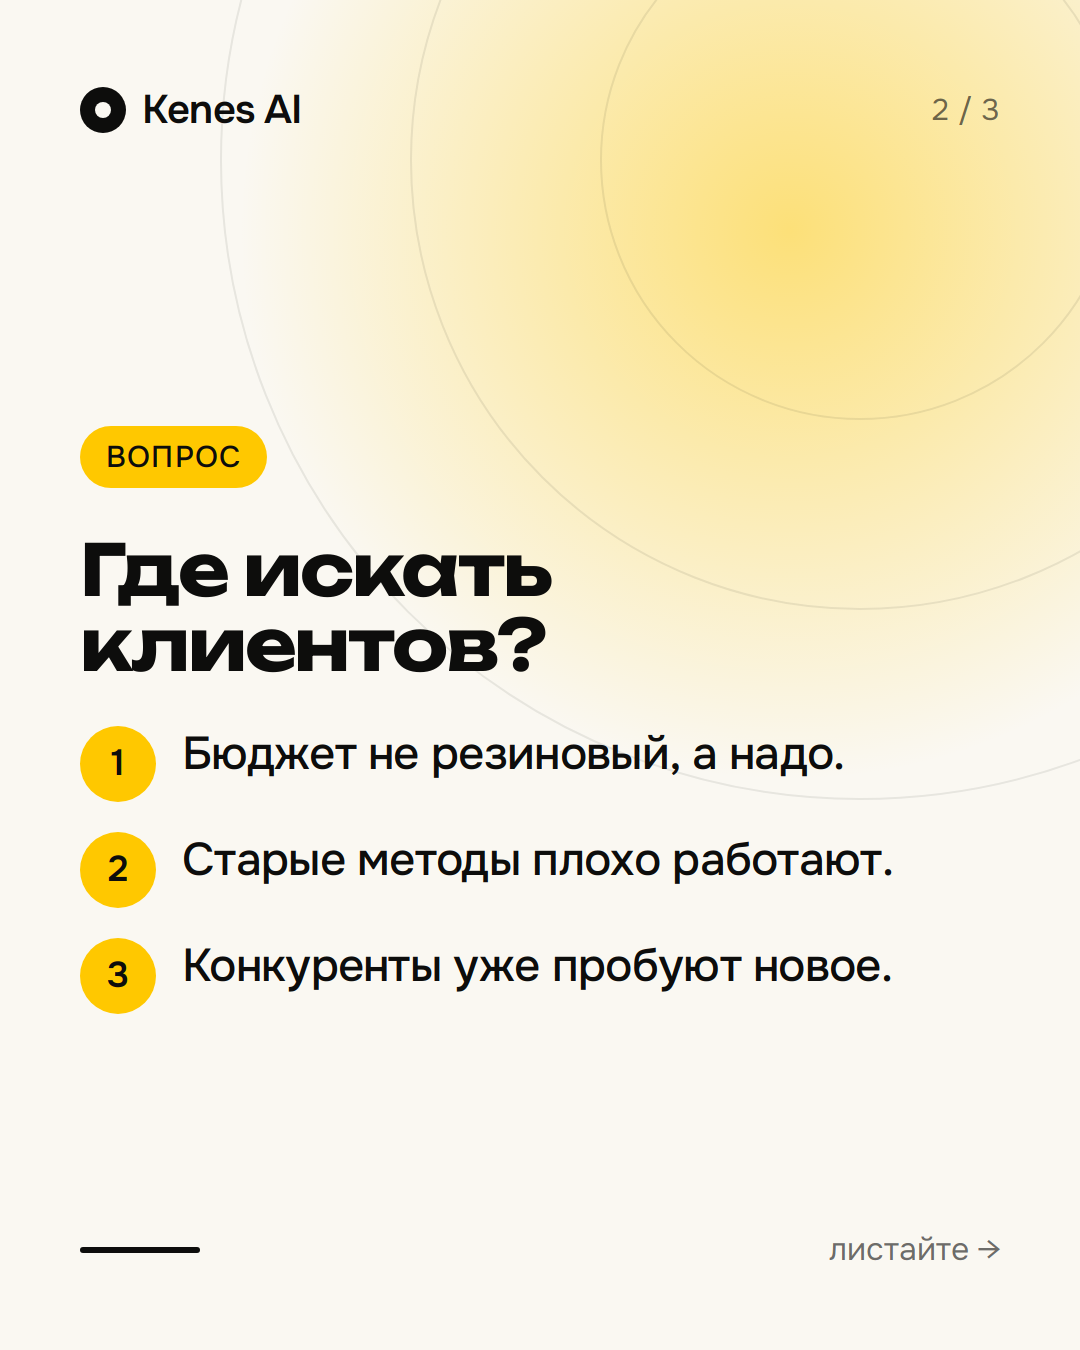 Kenes AI
2 / 3
ВОПРОС
Где искать
клиентов?
1 Бюджет не резиновый, а надо.
2 Старые методы плохо работают.
3 Конкуренты уже пробуют новое.
листайте →